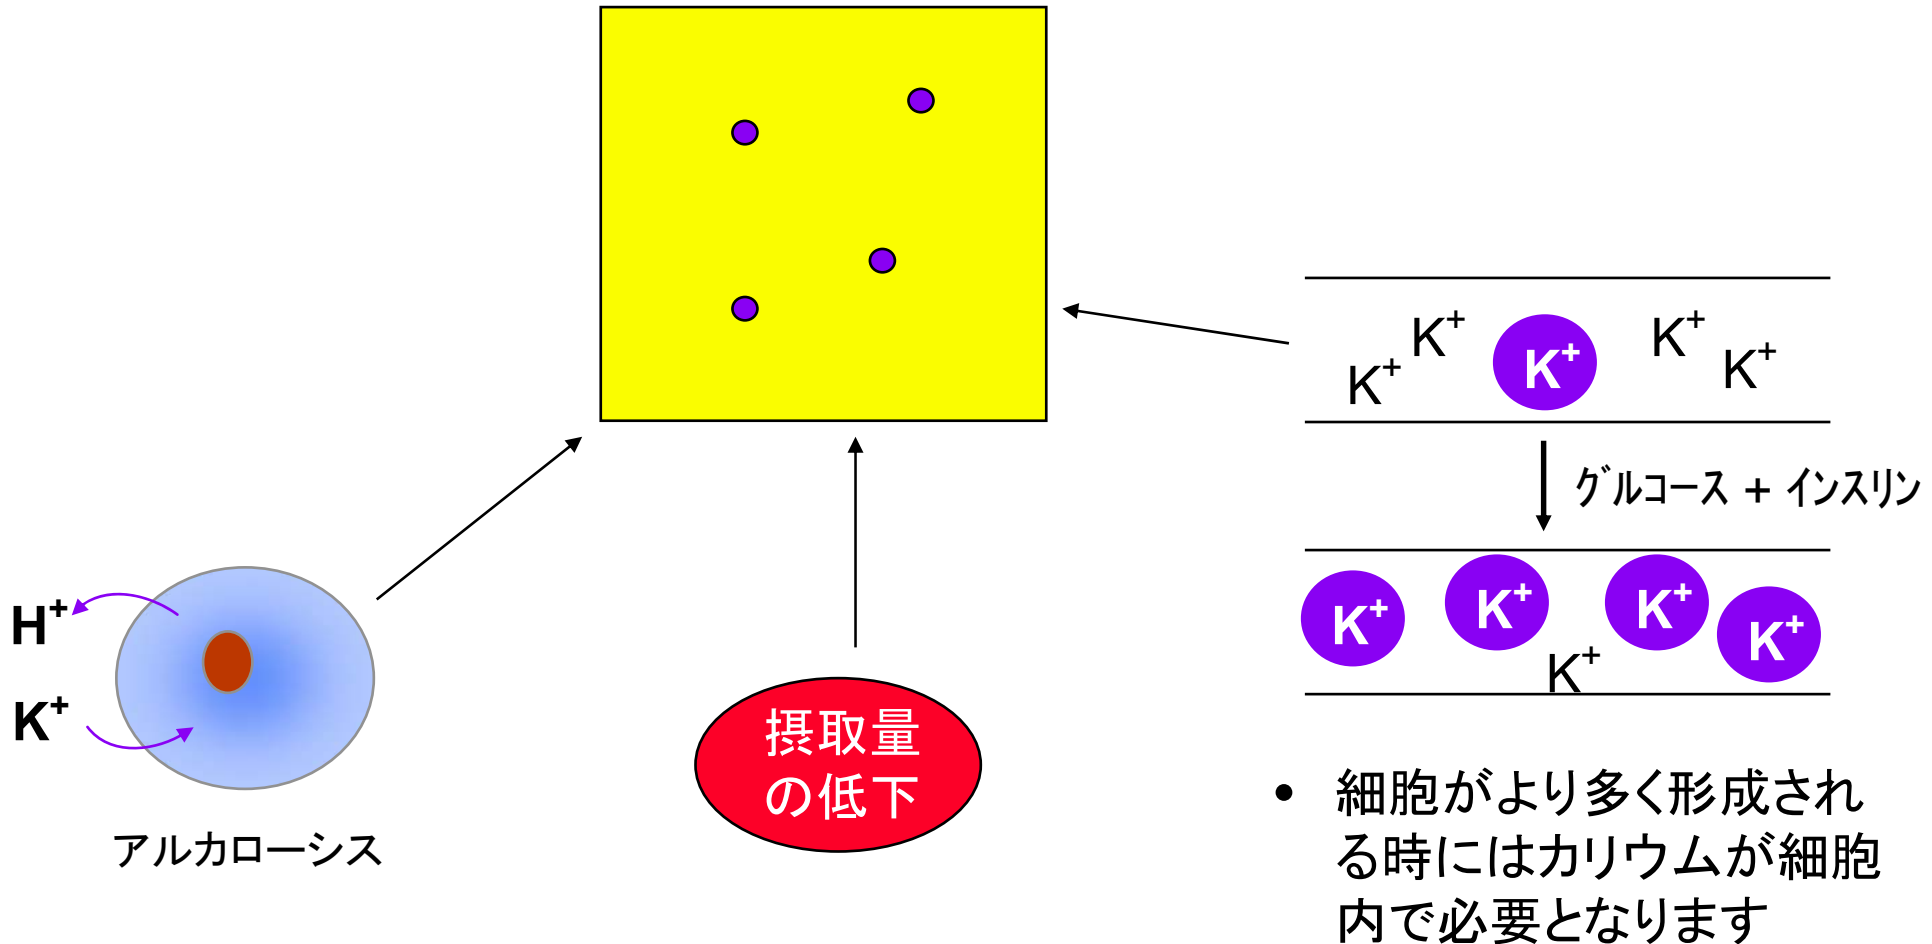 K⁺ K⁺ K⁺ K⁺ K⁺
グルコース + インスリン
K⁺ K⁺ K⁺ K⁺
K⁺
H⁺
K⁺
アルカローシス
摂取量
の低下
• 細胞がより多く形成され
る時にはカリウムが細胞
内で必要となります